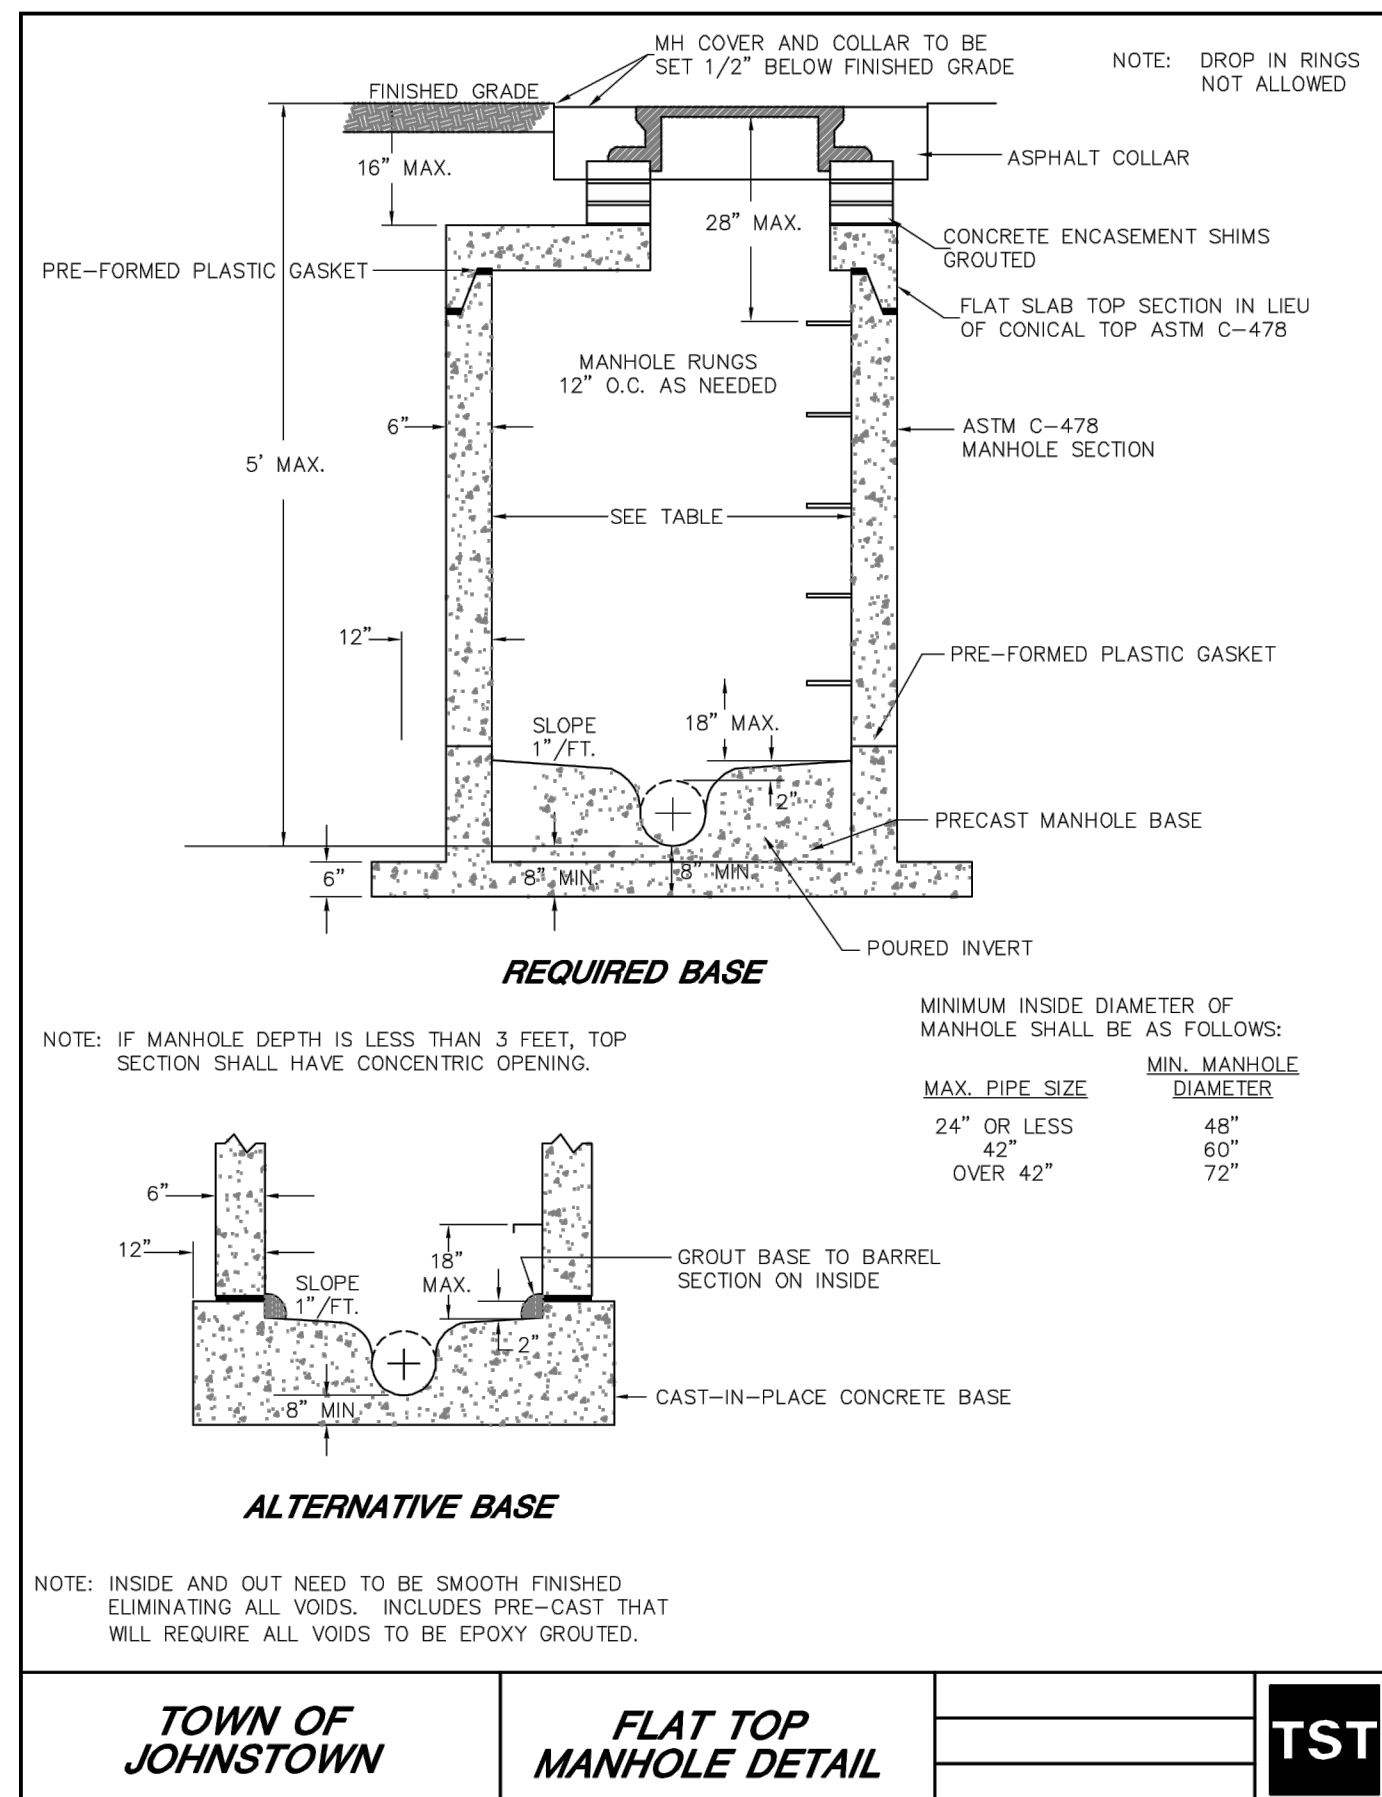 MH COVER AND COLLAR TO BE
SET 1/2" BELOW FINISHED GRADE
NOTE: DROP IN RINGS
NOT ALLOWED
FINISHED GRADE
16" MAX.
ASPHALT COLLAR
28" MAX.
CONCRETE ENCASEMENT SHIMS
GROUTED
PRE-FORMED PLASTIC GASKET
FLAT SLAB TOP SECTION IN LIEU
OF CONICAL TOP ASTM C-478
MANHOLE RUNGS
12" O.C. AS NEEDED
6"
ASTM C-478
MANHOLE SECTION
5' MAX.
SEE TABLE
12"
PRE-FORMED PLASTIC GASKET
SLOPE
1"/FT.
18" MAX.
2"
PRECAST MANHOLE BASE
6"
8" MIN.
8" MIN.
POURED INVERT
REQUIRED BASE
NOTE: IF MANHOLE DEPTH IS LESS THAN 3 FEET, TOP
SECTION SHALL HAVE CONCENTRIC OPENING.
MINIMUM INSIDE DIAMETER OF
MANHOLE SHALL BE AS FOLLOWS:
MIN. MANHOLE
MAX. PIPE SIZE DIAMETER
24" OR LESS 48"
42" 60"
OVER 42" 72"
6"
12"
SLOPE
1"/FT.
18"
MAX.
GROUT BASE TO BARREL
SECTION ON INSIDE
2"
8" MIN
CAST-IN-PLACE CONCRETE BASE
ALTERNATIVE BASE
NOTE: INSIDE AND OUT NEED TO BE SMOOTH FINISHED
ELIMINATING ALL VOIDS. INCLUDES PRE-CAST THAT
WILL REQUIRE ALL VOIDS TO BE EPOXY GROUTED.
TOWN OF
JOHNSTOWN
FLAT TOP
MANHOLE DETAIL
TST